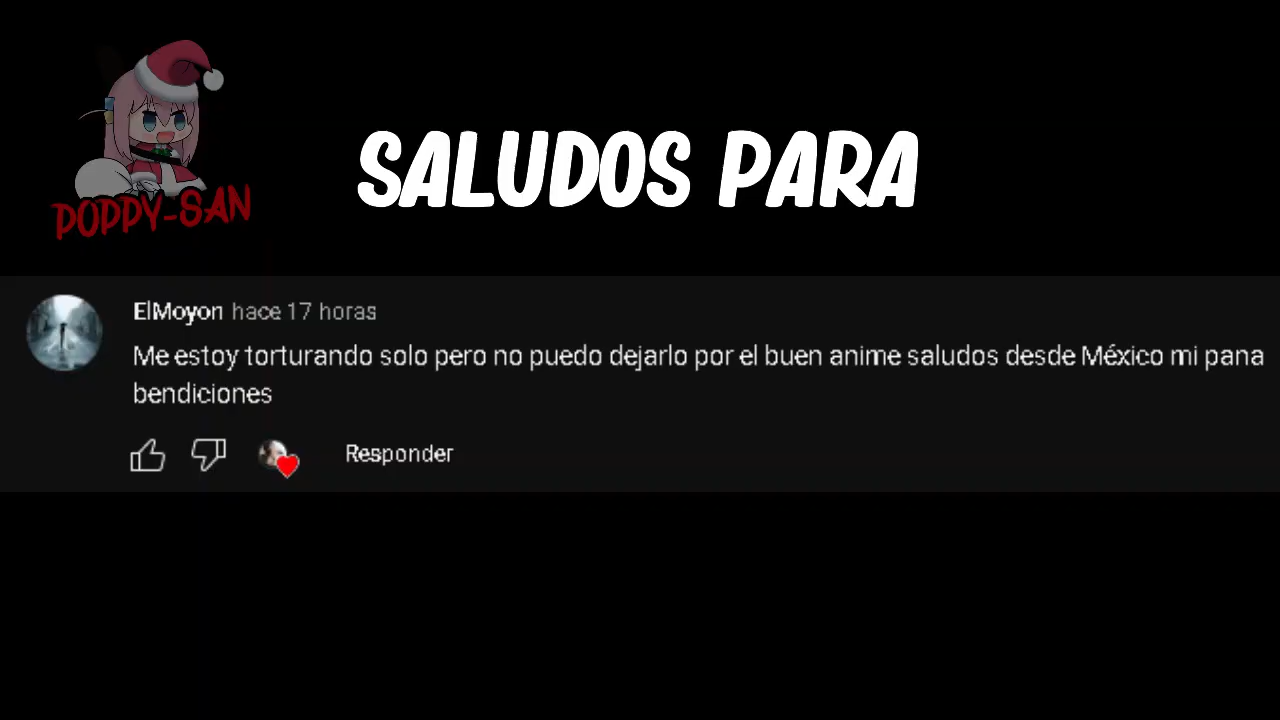 POPPY-SAN
SALUDOS PARA
ElMoyon hace 17 horas
Me estoy torturando solo pero no puedo dejarlo por el buen anime saludos desde México mi pana
bendiciones
Responder